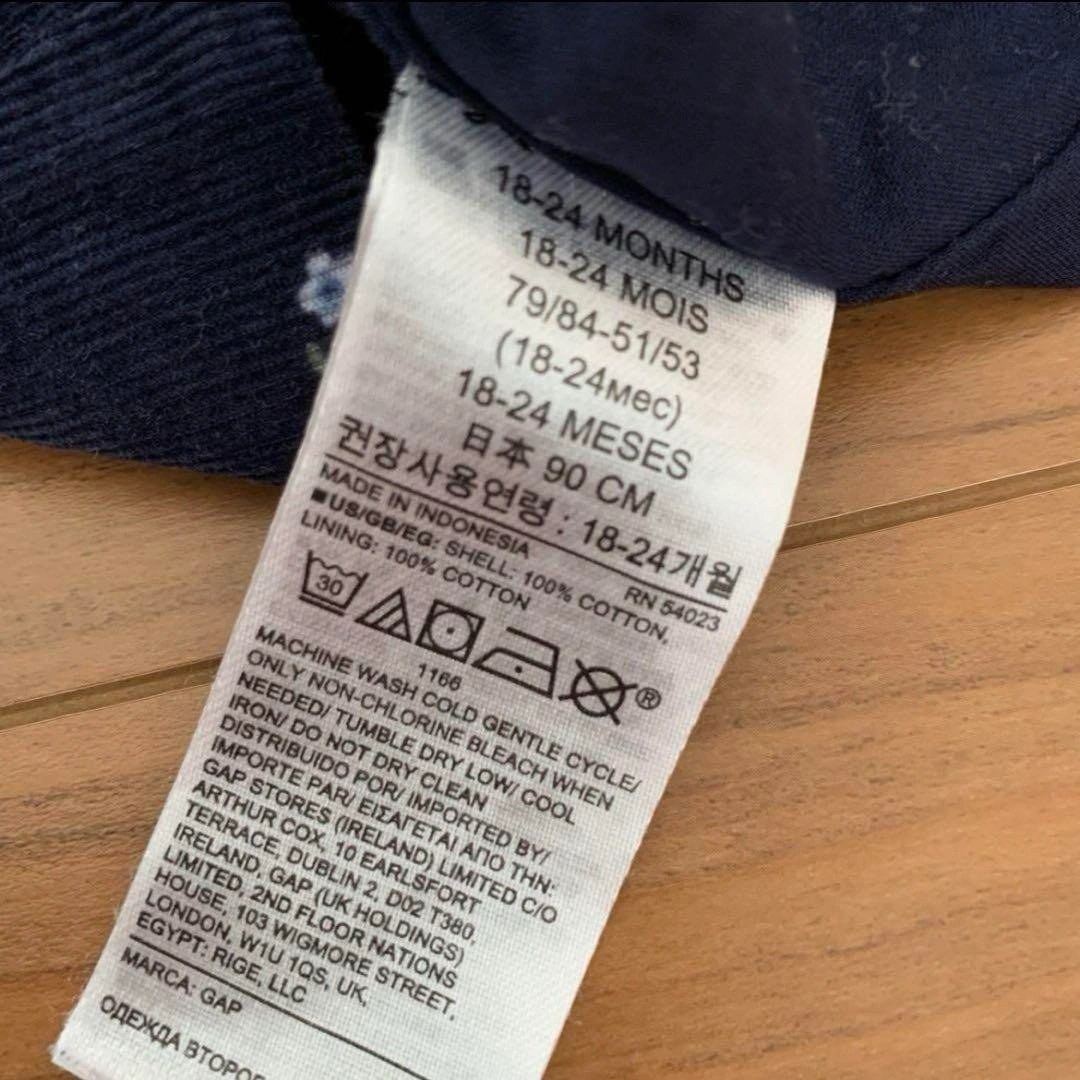 18-24 MONTHS
18-24 MOIS
79/84-51/53
(18-24мес)
18-24 MESES
日本 90 CM
권장사용연령 : 18-24개월
MADE IN INDONESIA
RN 54023
■US/GB/EG: SHELL: 100% COTTON,
LINING: 100% COTTON
30
®
1166
MACHINE WASH COLD GENTLE CYCLE/
ONLY NON-CHLORINE BLEACH WHEN
NEEDED/ TUMBLE DRY LOW/ COOL
IRON/ DO NOT DRY CLEAN
DISTRIBUIDO POR/ IMPORTED BY/
IMPORTE PAR/ ΕΙΣΑΓΕΤΑΙ ΑΠΟ ΤΗΝ:
GAP STORES (IRELAND) LIMITED C/O
ARTHUR COX, 10 EARLSFORT
TERRACE, DUBLIN 2, D02 T380,
IRELAND, GAP (UK HOLDINGS)
LIMITED, 2ND FLOOR NATIONS
HOUSE, 103 WIGMORE STREET,
LONDON, W1U 1QS, UK,
EGYPT: RIGE, LLC
MARCA: GAP
ОДЕЖДА ВТОРОГ